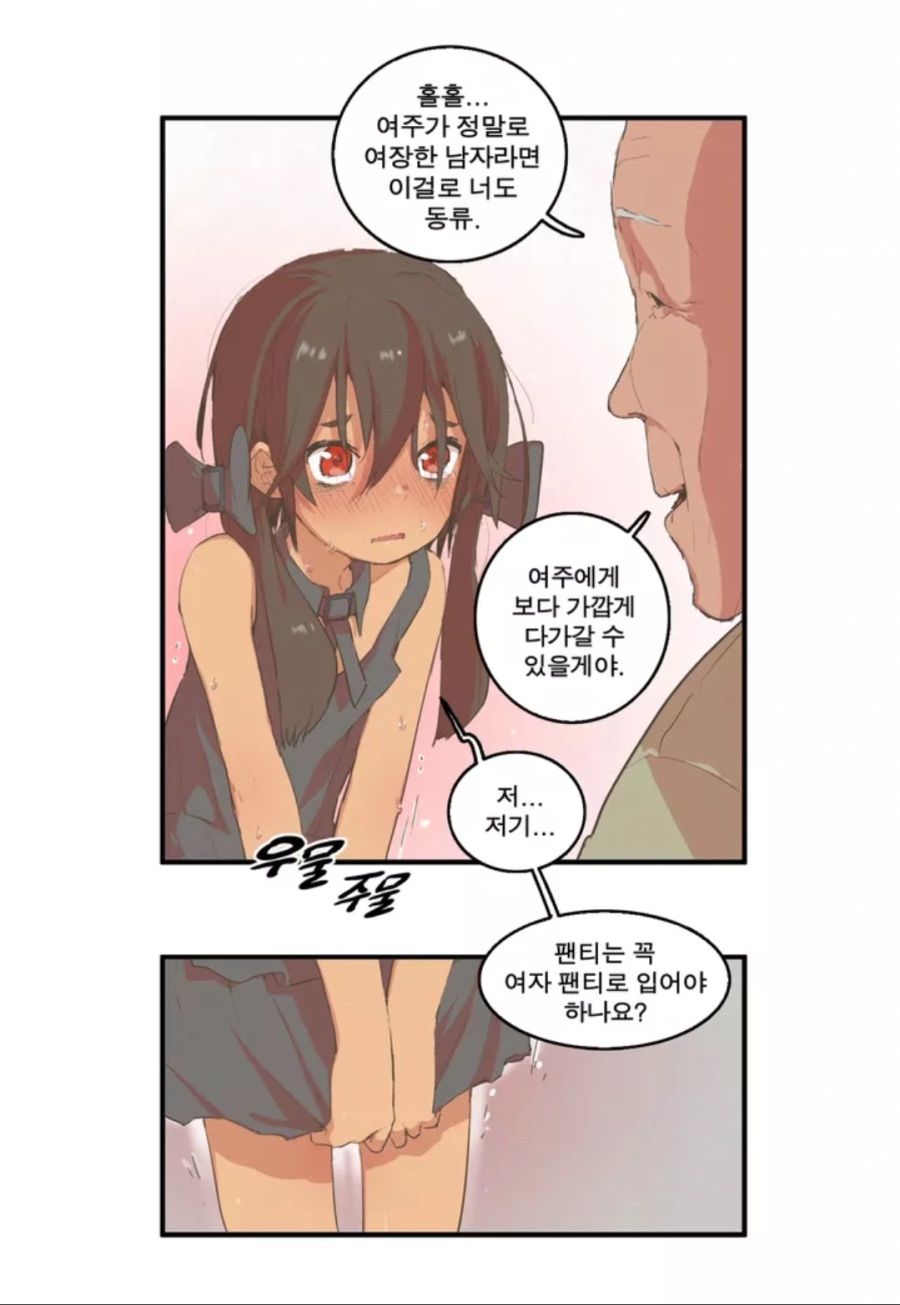 홀홀...
여주가 정말로
여장한 남자라면
이걸로 너도
동류.
여주에게
보다 가깝게
다가갈 수
있을게야.
저...
저기...
우물
주물
팬티는 꼭
여자 팬티로 입어야
하나요?